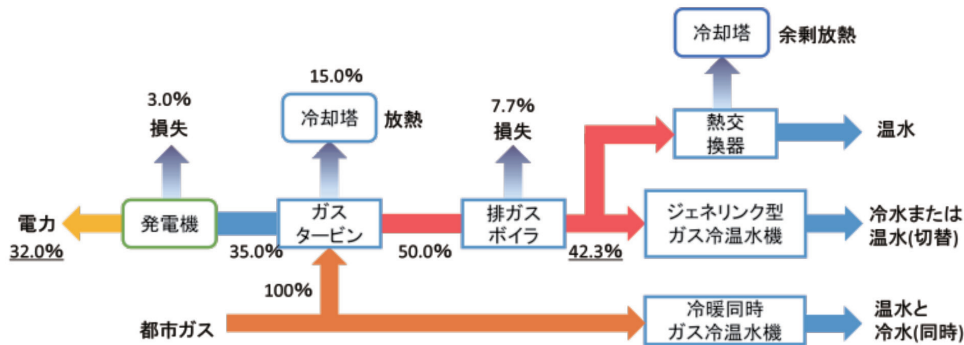 冷却塔
余剰放熱
15.0%
3.0%
損失
冷却塔
放熱
7.7%
損失
熱交
換器
温水
電力
32.0%
発電機
35.0%
ガス
タービン
50.0%
排ガス
ボイラ
42.3%
ジェネリンク型
ガス冷温水機
冷水または
温水(切替)
100%
都市ガス
冷暖同時
ガス冷温水機
温水と
冷水(同時)